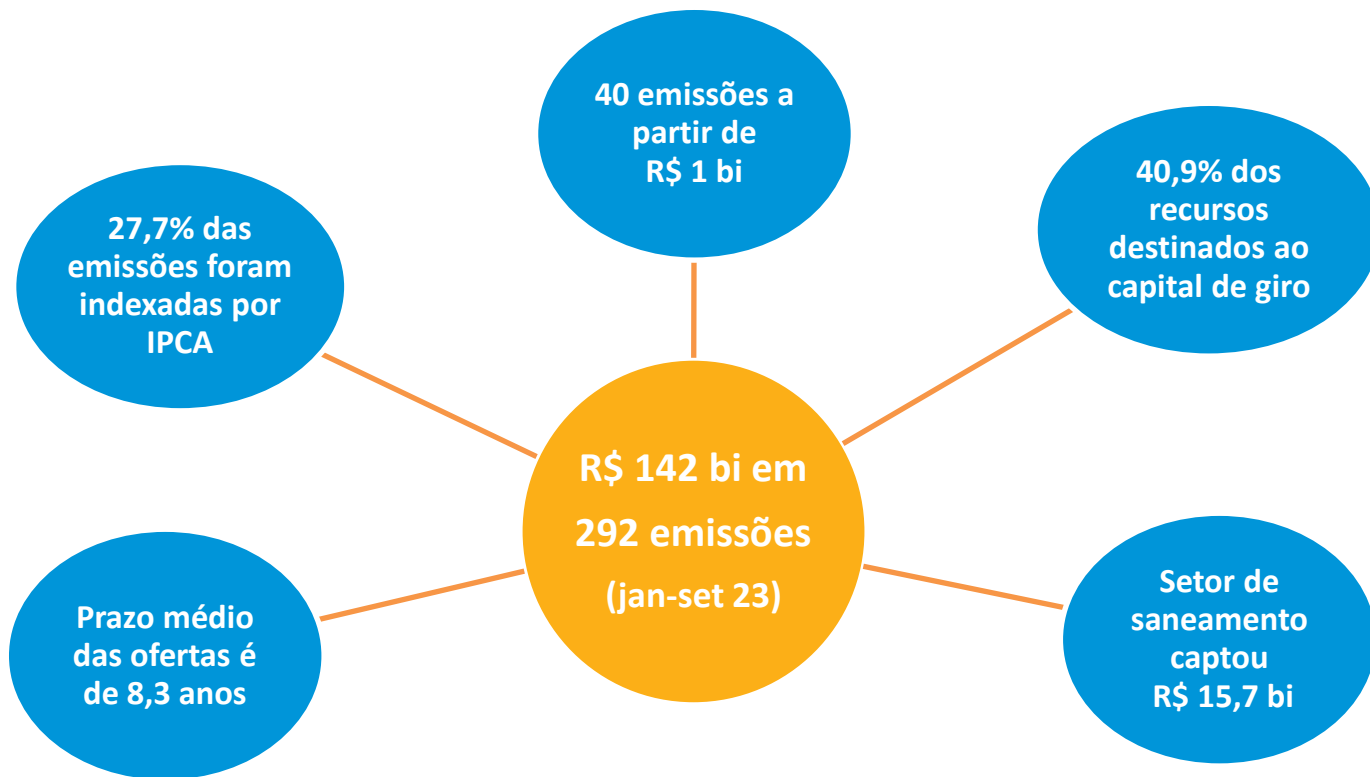 40 emissões a
partir de
R$ 1 bi
40,9% dos
recursos
destinados ao
capital de giro
27,7% das
emissões foram
indexadas por
IPCA
R$ 142 bi em
292 emissões
(jan-set 23)
Setor de
saneamento
captou
R$ 15,7 bi
Prazo médio
das ofertas é
de 8,3 anos